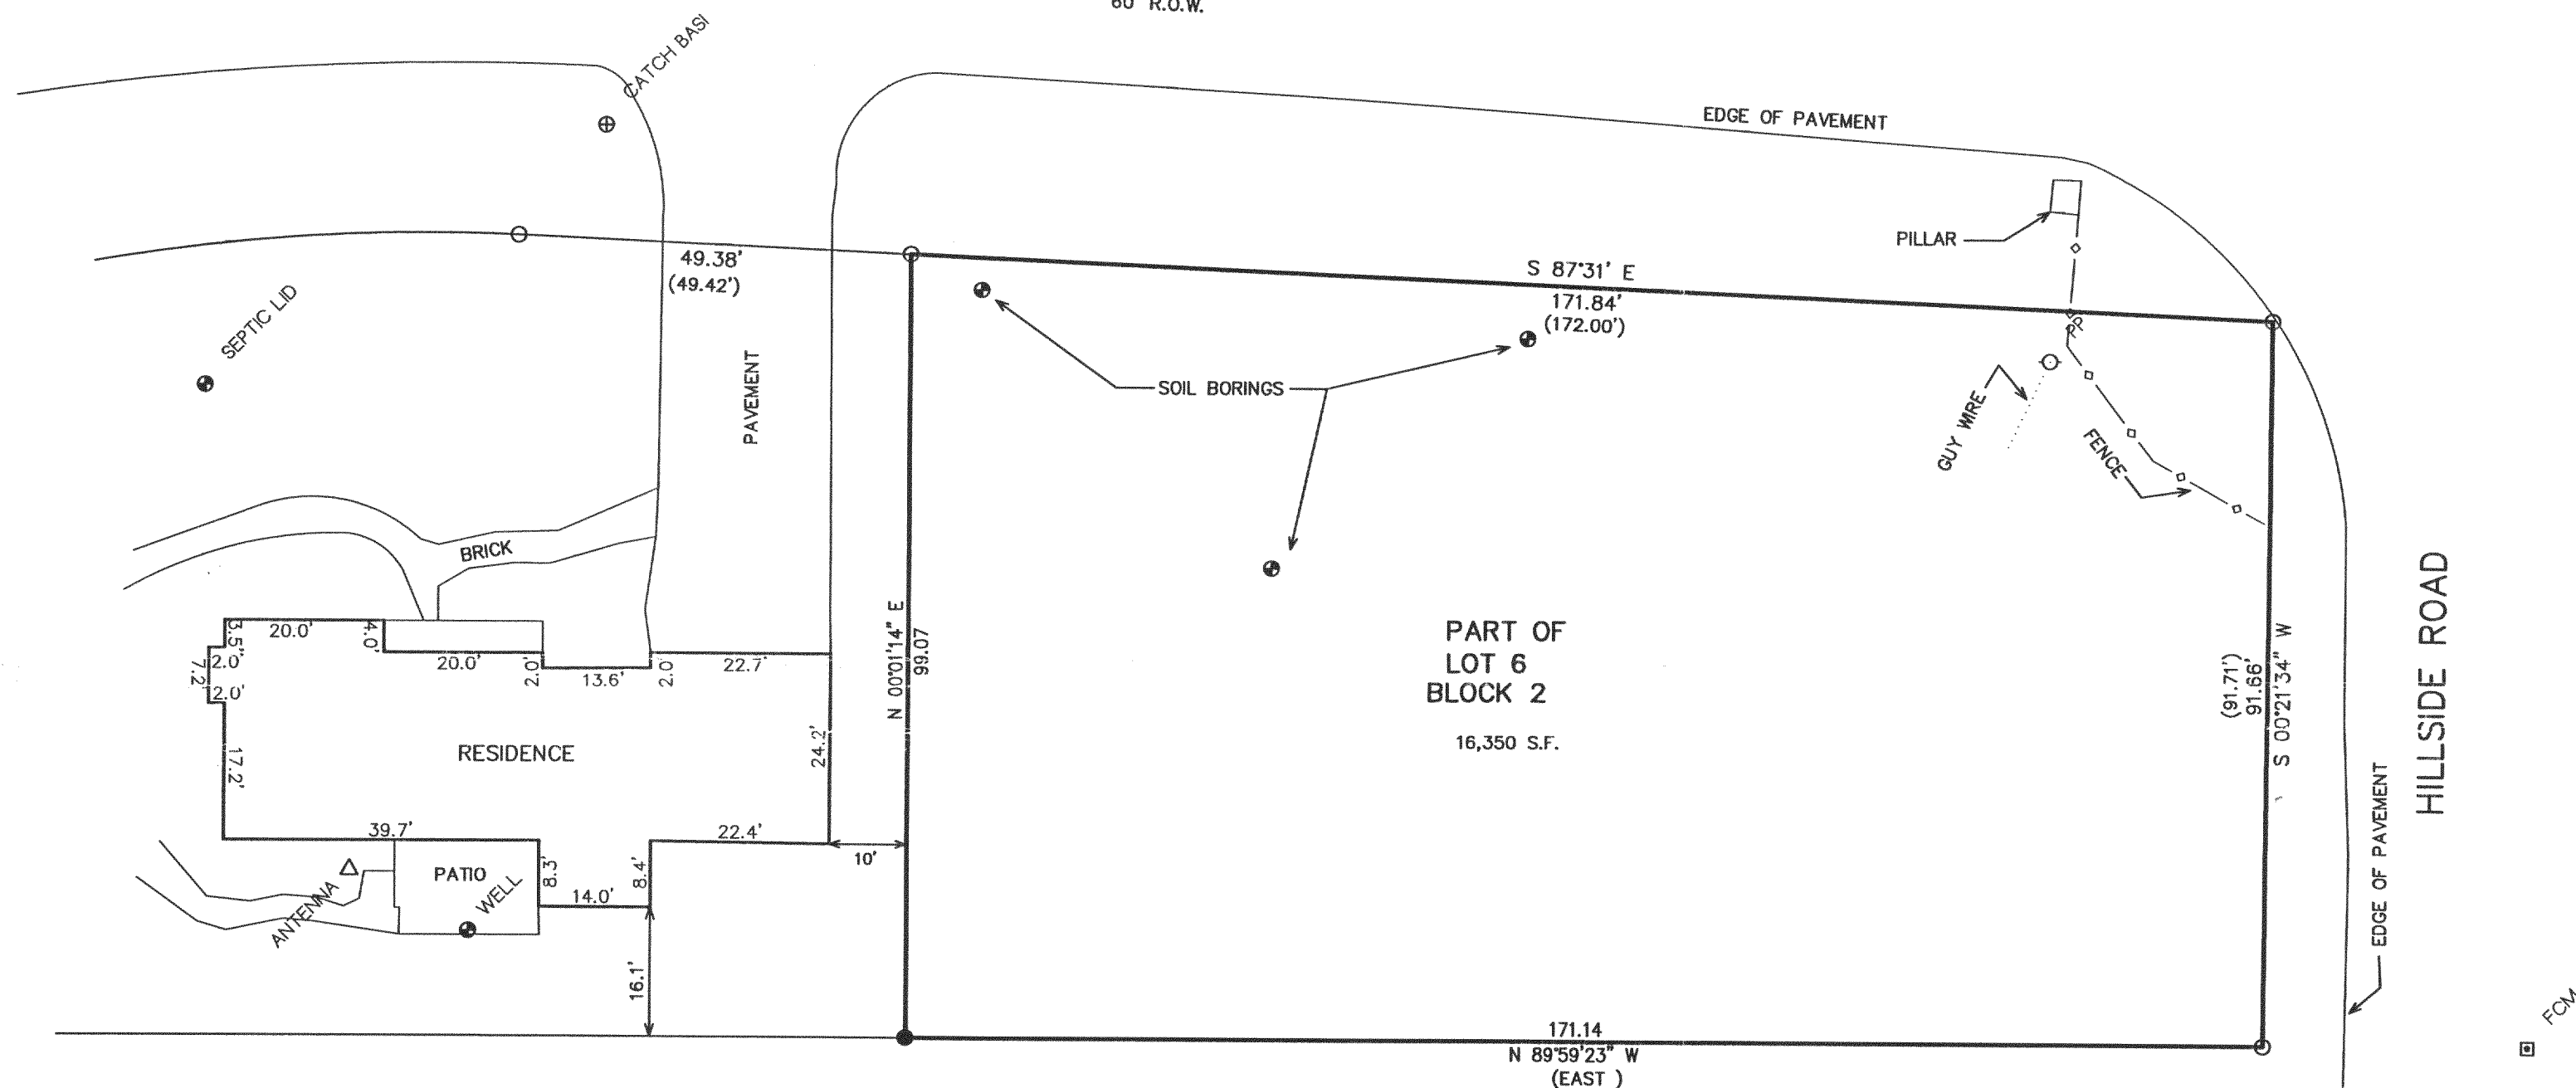 60' R.O.W.
CATCH BASI
EDGE OF PAVEMENT
PILLAR
49.38'
(49.42')
S 87°31' E
171.84'
(172.00')
PP
SEPTIC LID
SOIL BORINGS
PAVEMENT
GUY WIRE
FENCE
BRICK
HILLSIDE ROAD
N 00°01'14" E
99.07
PART OF
LOT 6
BLOCK 2
16,350 S.F.
(91.71')
91.66'
S 00°21'34" W
3.5"
20.0'
4.0'
2.0'
7.2'
2.0'
20.0'
2.0'
13.6'
2.0'
22.7'
17.2'
RESIDENCE
24.2'
39.7'
22.4'
10'
PATIO
8.3'
8.4'
14.0'
WELL
ANTENNA
16.1'
EDGE OF PAVEMENT
FCM
171.14
N 89°59'23" W
(EAST )